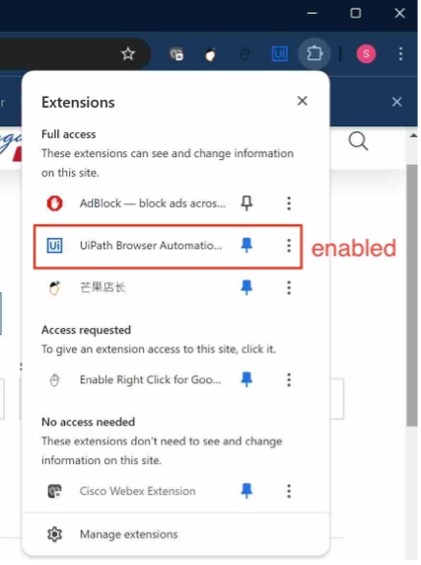 S
Extensions
Full access
These extensions can see and change information
on this site.
AdBlock — block ads acros...
Ui
UiPath Browser Automatio...
enabled
芒果店长
Access requested
To give an extension access to this site, click it.
Enable Right Click for Goo...
No access needed
These extensions don't need to see and change
information on this site.
Cisco Webex Extension
Manage extensions